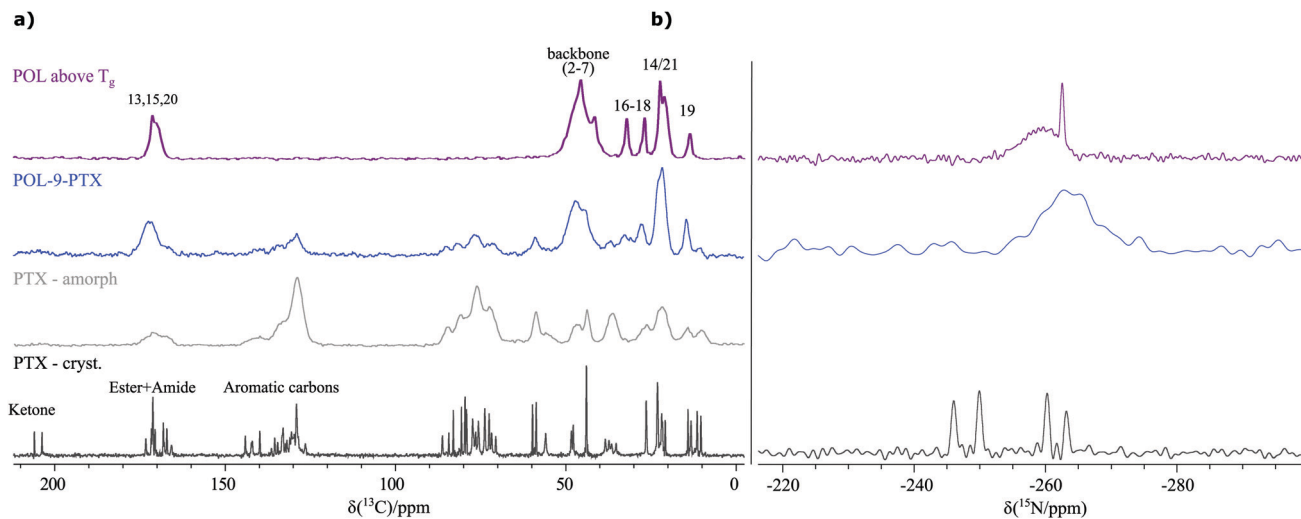 a)
b)
POL above Tg
13,15,20
backbone
(2-7)
16-18
14/21
19
POL-9-PTX
PTX - amorph
PTX - cryst.
Ketone
Ester+Amide
Aromatic carbons
200 150 100 50 0
δ(¹³C)/ppm
-220 -240 -260 -280
δ(¹⁵N/ppm)